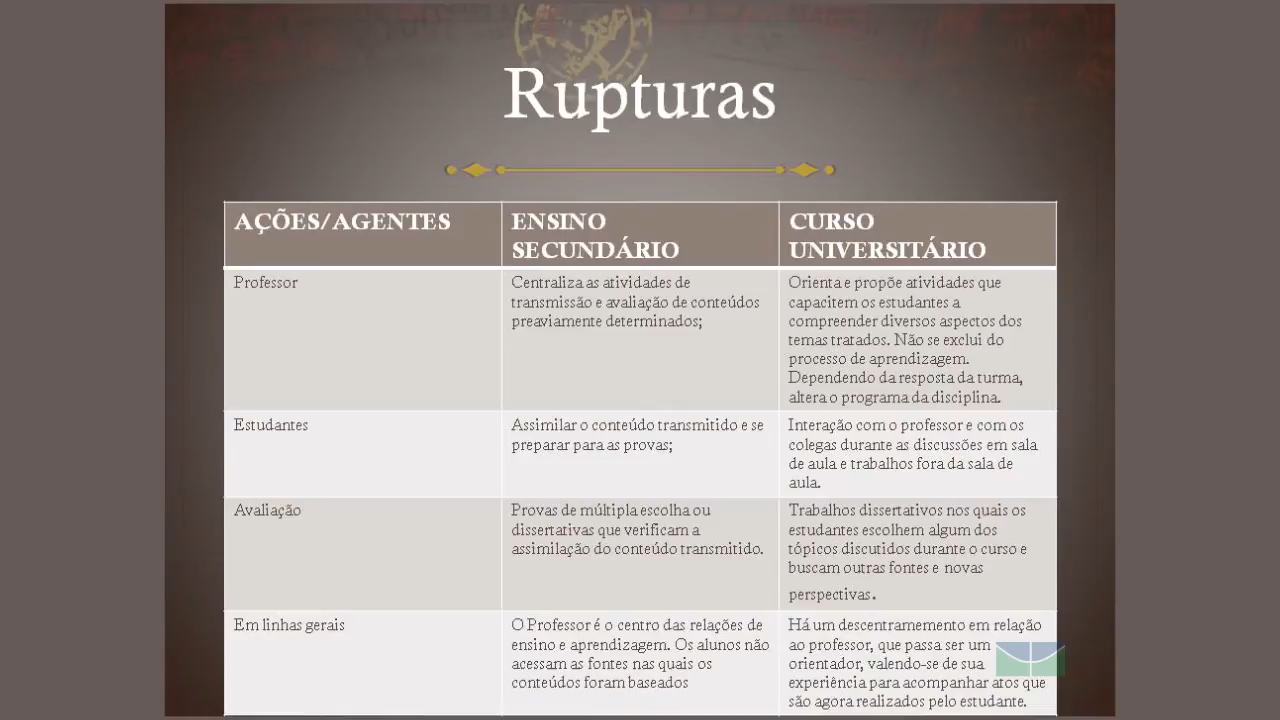 Rupturas
AÇÕES/AGENTES
ENSINO
SECUNDÁRIO
CURSO
UNIVERSITÁRIO
Professor
Centraliza as atividades de
transmissão e avaliação de conteúdos
preaviamente determinados;
Orienta e propõe atividades que
capacitem os estudantes a
compreender diversos aspectos dos
temas tratados. Não se exclui do
processo de aprendizagem.
Dependendo da resposta da turma,
altera o programa da disciplina.
Estudantes
Assimilar o conteúdo transmitido e se
preparar para as provas;
Interação com o professor e com os
colegas durante as discussões em sala
de aula e trabalhos fora da sala de
aula.
Avaliação
Provas de múltipla escolha ou
dissertativas que verificam a
assimilação do conteúdo transmitido.
Trabalhos dissertativos nos quais os
estudantes escolhem algum dos
tópicos discutidos durante o curso e
buscam outras fontes e novas
perspectivas.
Em linhas gerais
O Professor é o centro das relações de
ensino e aprendizagem. Os alunos não
acessam as fontes nas quais os
conteúdos foram baseados
Há um descentramemento em relação
ao professor, que passa ser um
orientador, valendo-se de sua
experiência para acompanhar atos que
são agora realizados pelo estudante.